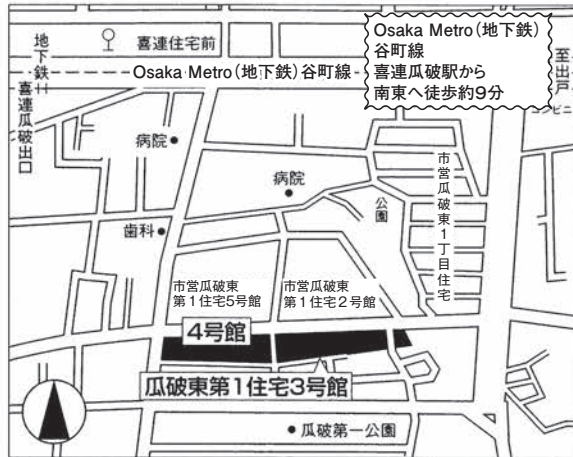 喜連住宅前
Osaka Metro(地下鉄)
谷町線
喜連瓜破駅から
南東へ徒歩約9分
地下鉄
喜連瓜破出口
Osaka Metro(地下鉄)谷町線
至出戸
コンビニ
病院
病院
歯科
公園
市営瓜破東1丁目住宅
市営瓜破東
第1住宅5号館
市営瓜破東
第1住宅2号館
4号館
瓜破東第1住宅3号館
瓜破第一公園